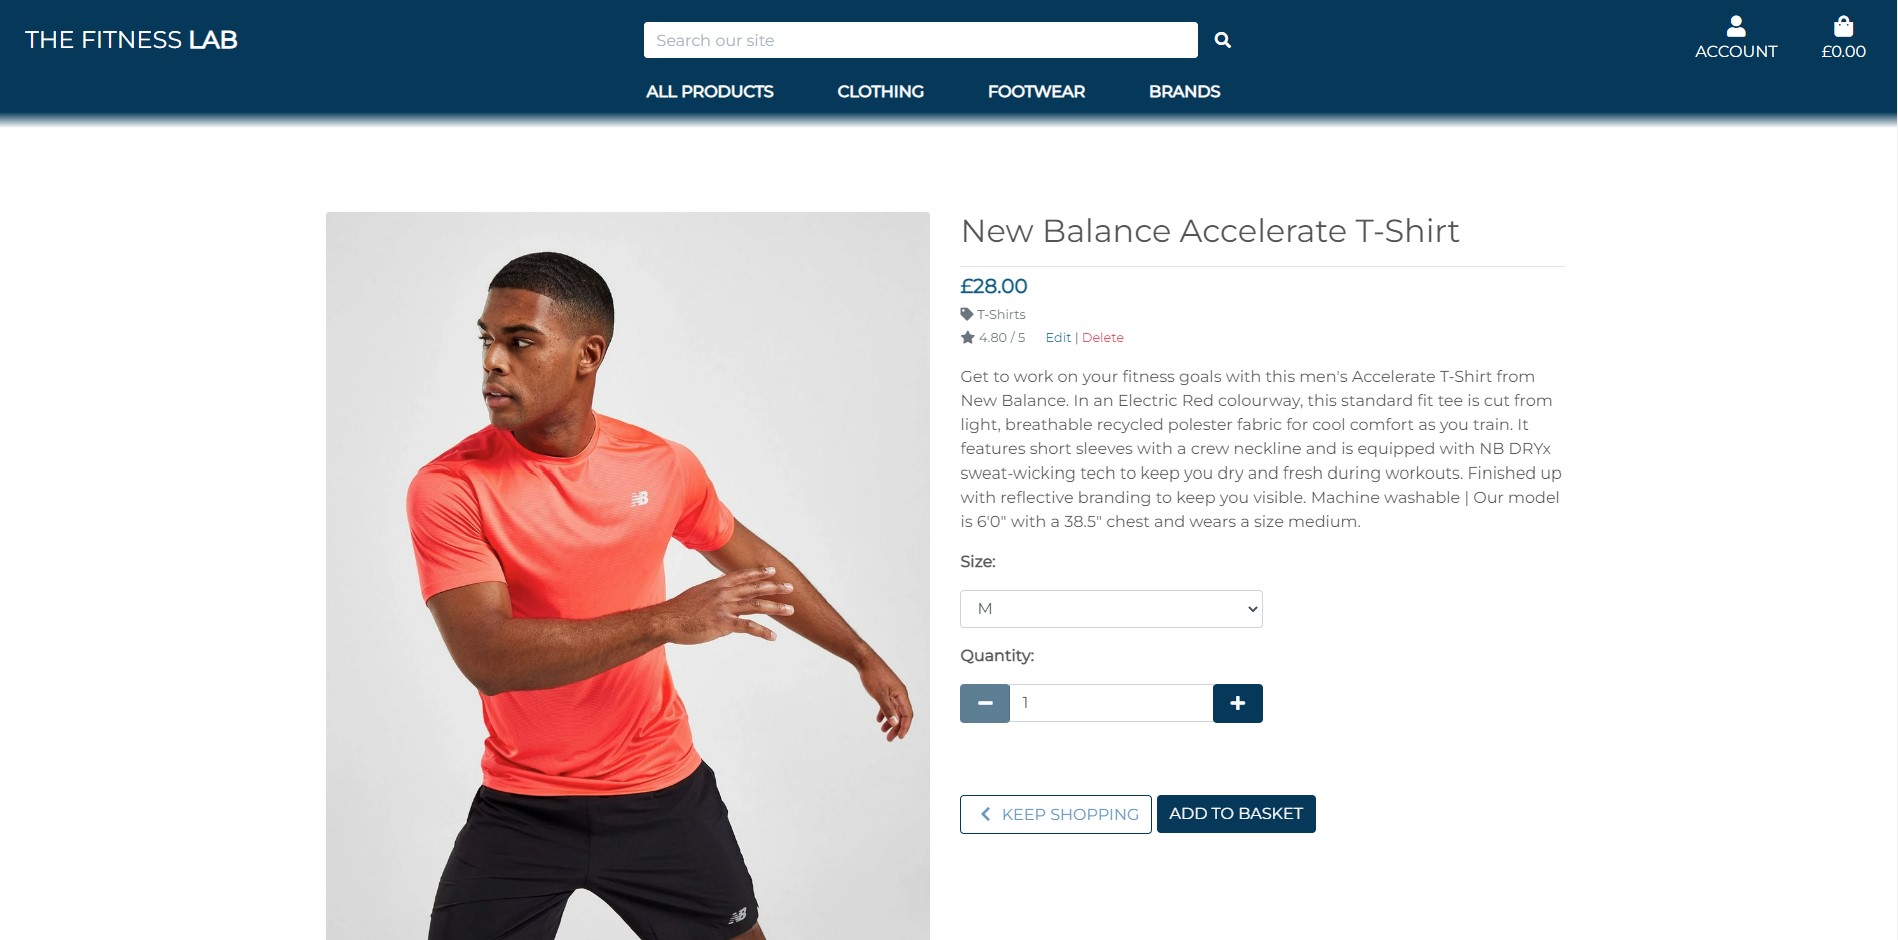 THE FITNESS LAB
Search our site
ACCOUNT
£0.00
ALL PRODUCTS
CLOTHING
FOOTWEAR
BRANDS
New Balance Accelerate T-Shirt
£28.00
T-Shirts
4.80 / 5 Edit | Delete
Get to work on your fitness goals with this men's Accelerate T-Shirt from
New Balance. In an Electric Red colourway, this standard fit tee is cut from
light, breathable recycled polester fabric for cool comfort as you train. It
features short sleeves with a crew neckline and is equipped with NB DRYx
sweat-wicking tech to keep you dry and fresh during workouts. Finished up
with reflective branding to keep you visible. Machine washable | Our model
is 6'0" with a 38.5" chest and wears a size medium.
Size:
M
Quantity:
1
KEEP SHOPPING
ADD TO BASKET
NB
NB